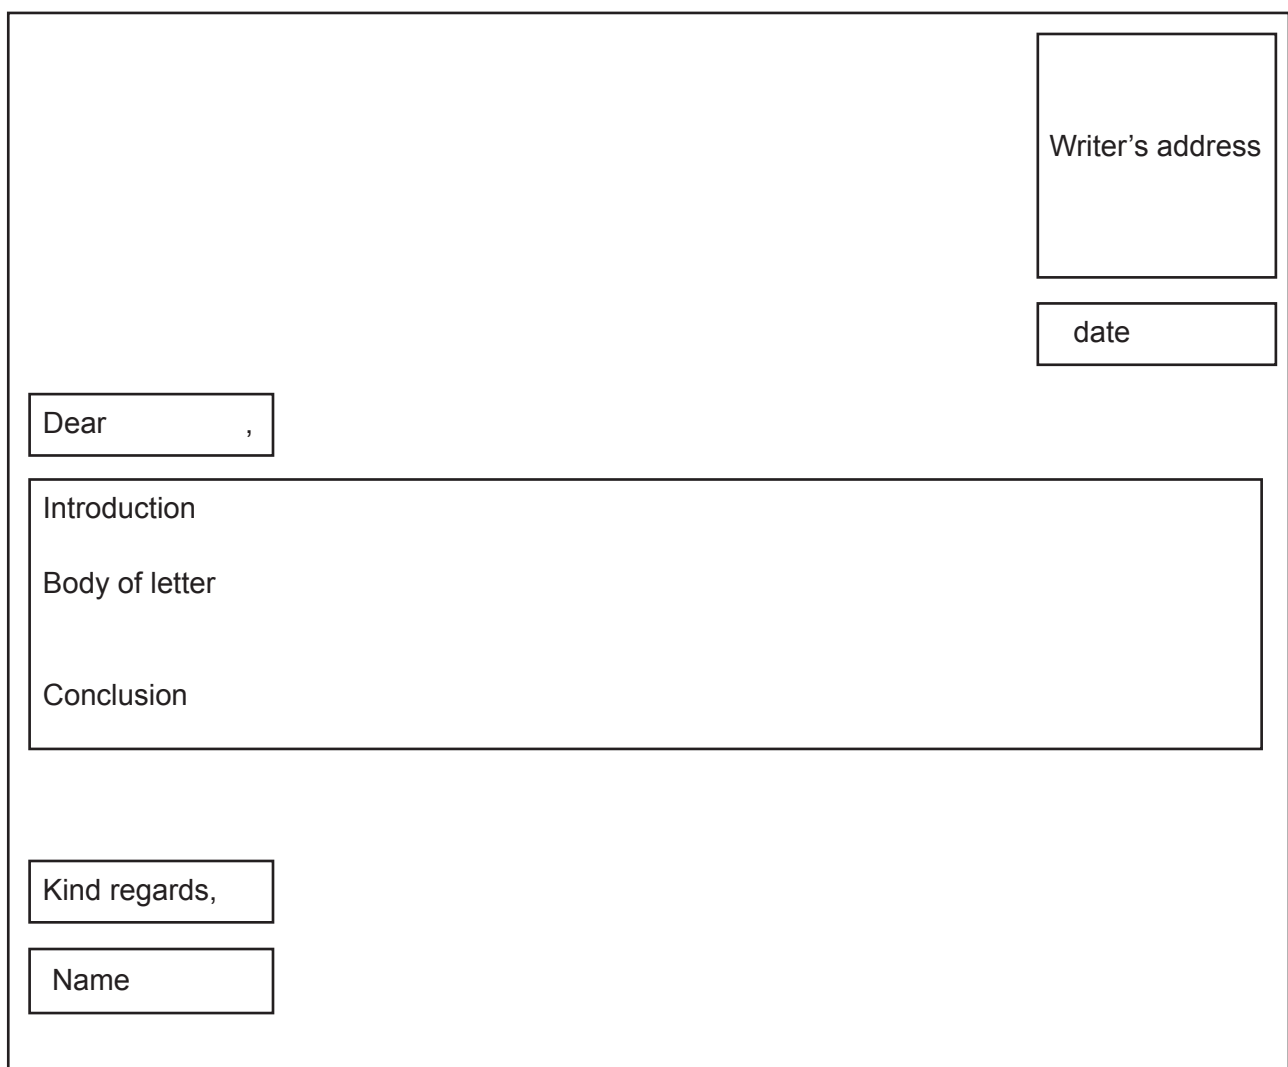 Writer’s address
date
Dear ,
Introduction
Body of letter
Conclusion
Kind regards,
Name